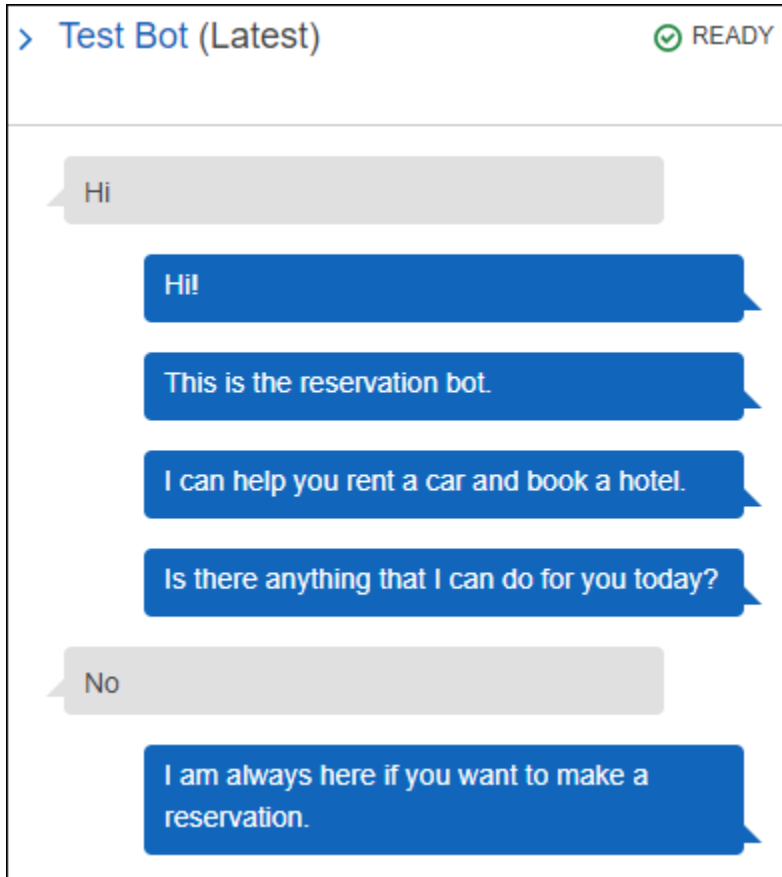 Test Bot (Latest) READY
Hi
Hi!
This is the reservation bot.
I can help you rent a car and book a hotel.
Is there anything that I can do for you today?
No
I am always here if you want to make a
reservation.